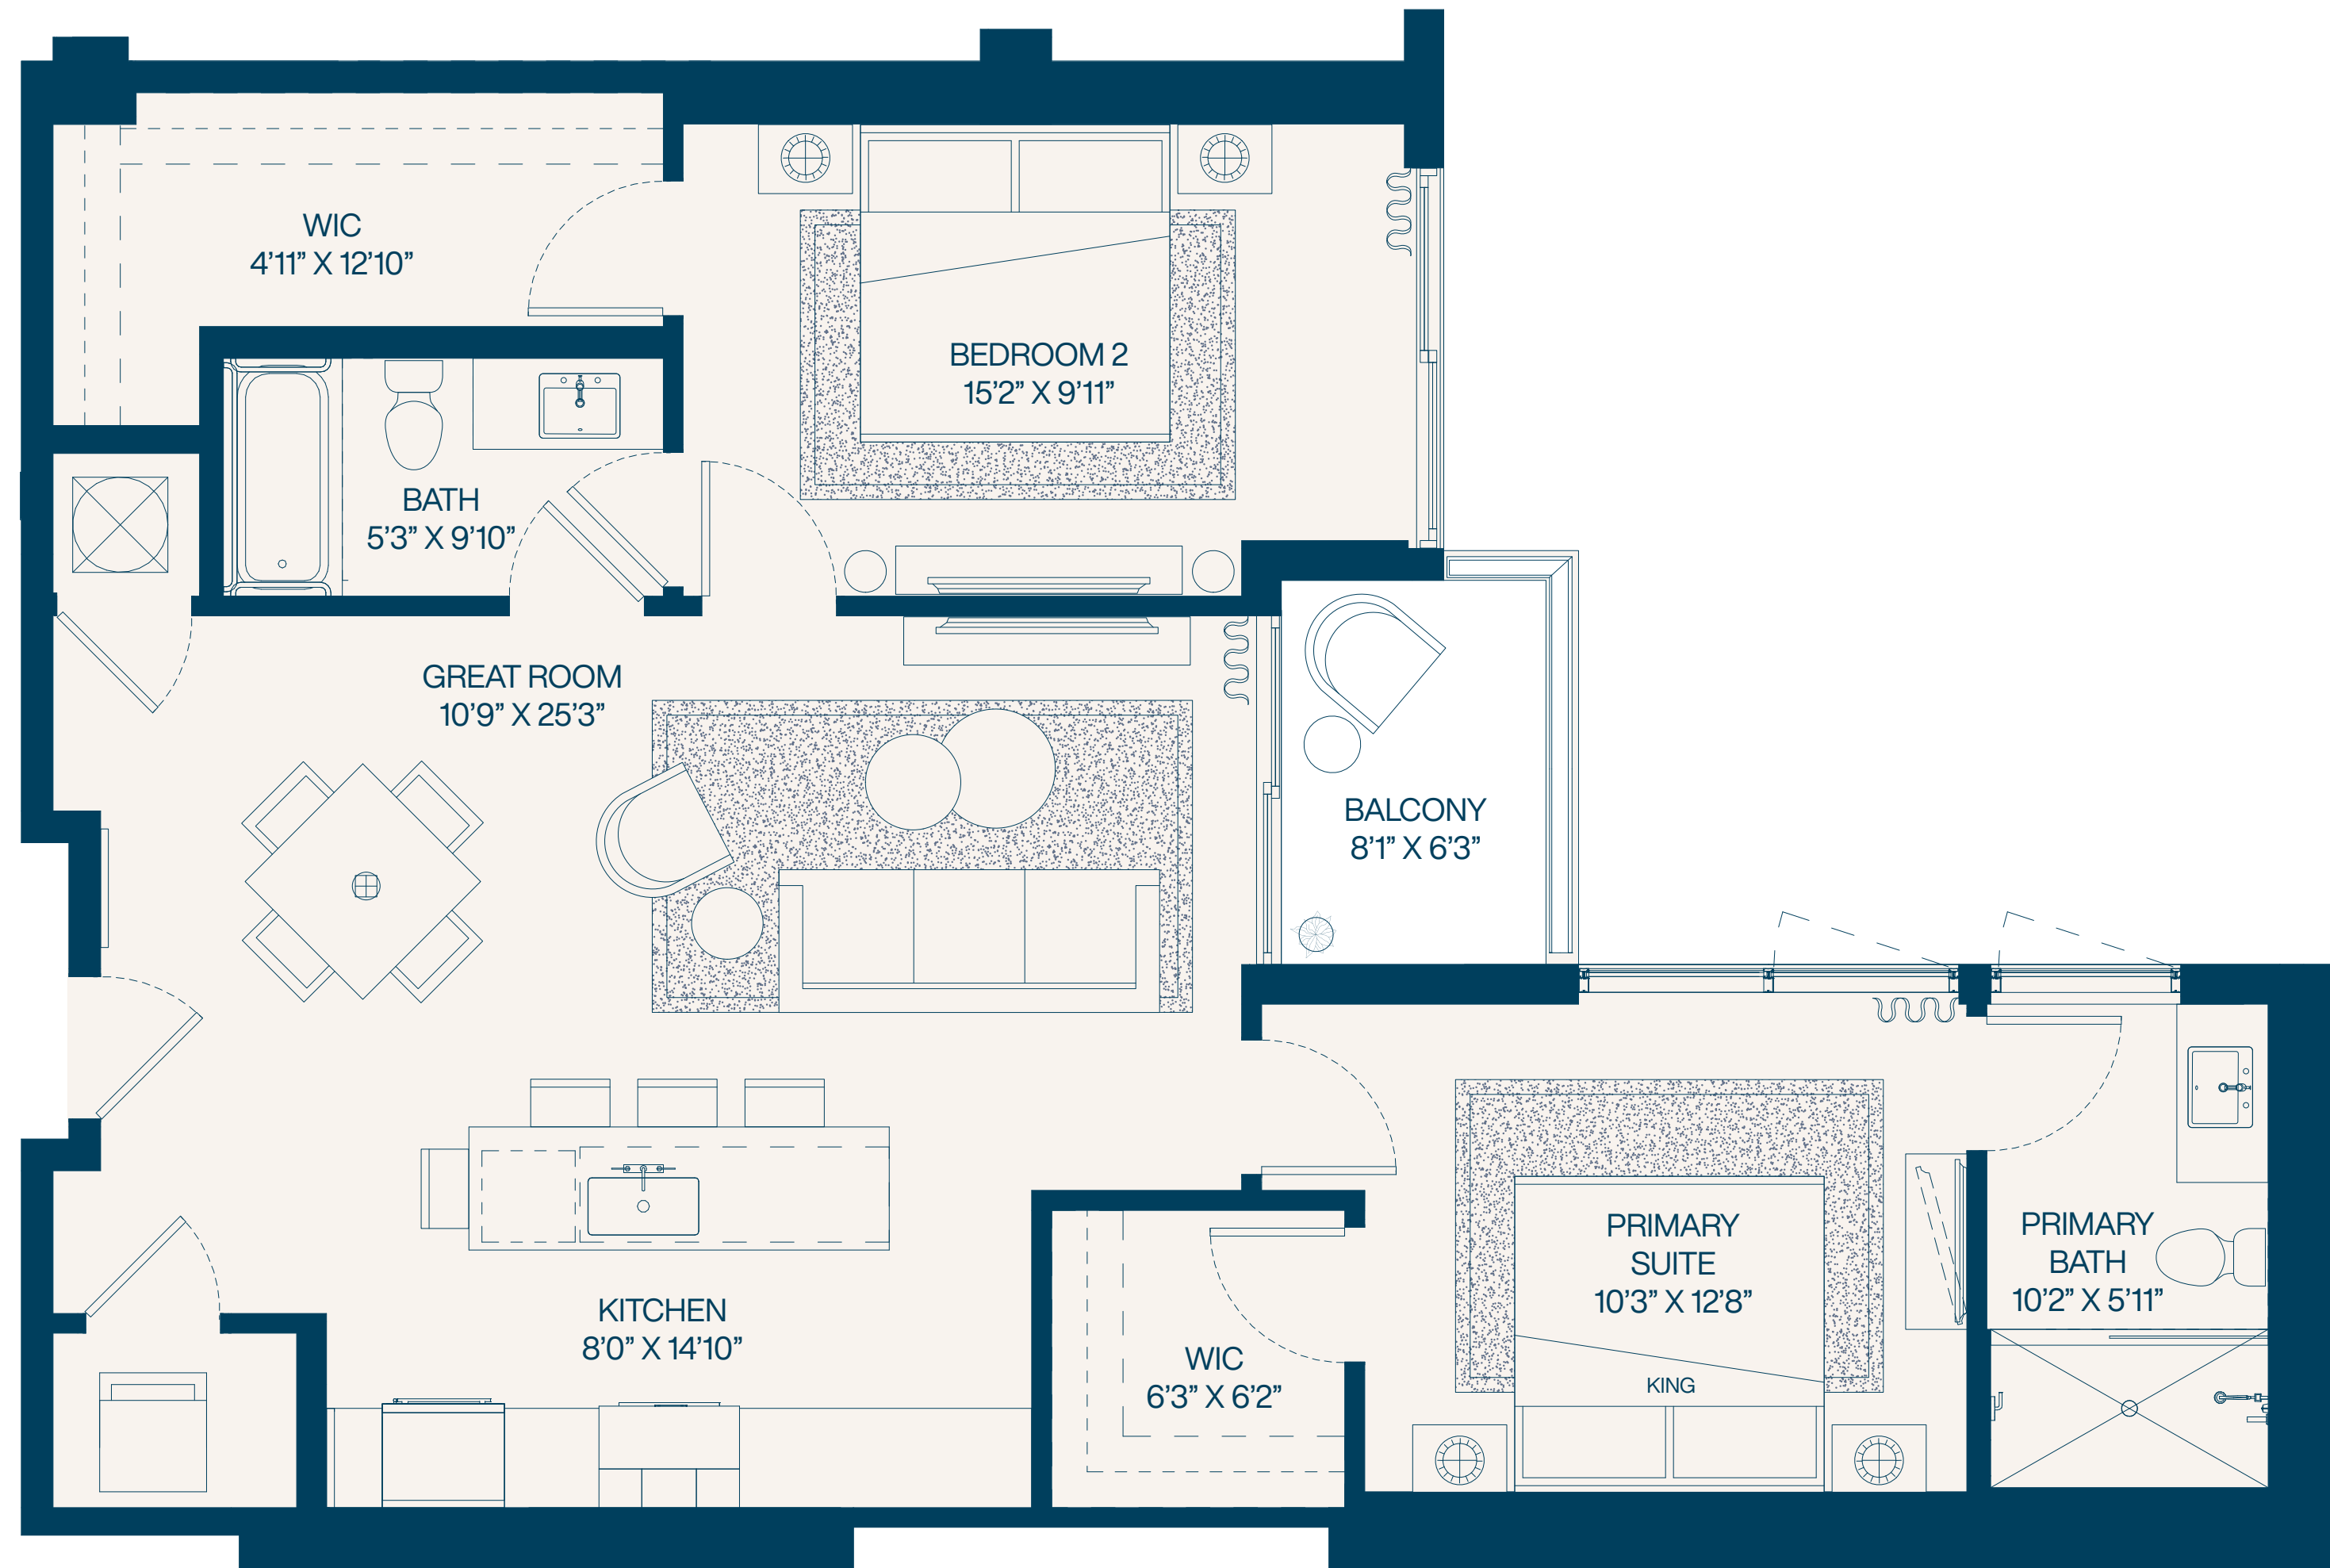 WIC
4’11” X 12’10”
BEDROOM 2
15’2” X 9’11”
BATH
5’3” X 9’10”
GREAT ROOM
10’9” X 25’3”
BALCONY
8’1” X 6’3”
PRIMARY
SUITE
10’3” X 12’8”
KING
PRIMARY
BATH
10’2” X 5’11”
KITCHEN
8’0” X 14’10”
WIC
6’3” X 6’2”